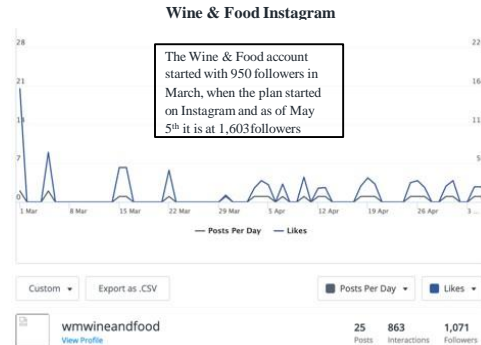 Wine & Food Instagram
28
21
14
7
0
The Wine & Food account
started with 950 followers in
March, when the plan started
on Instagram and as of May
5th it is at 1,603followers
22
16
11
5
1 Mar 8 Mar 15 Mar 22 Mar 29 Mar 5 Apr 12 Apr 19 Apr 26 Apr 3 ...
— Posts Per Day — Likes
Custom Export as .CSV Posts Per Day Likes
wmwineandfood 25 863 1,071
View Profile Posts Interactions Followers